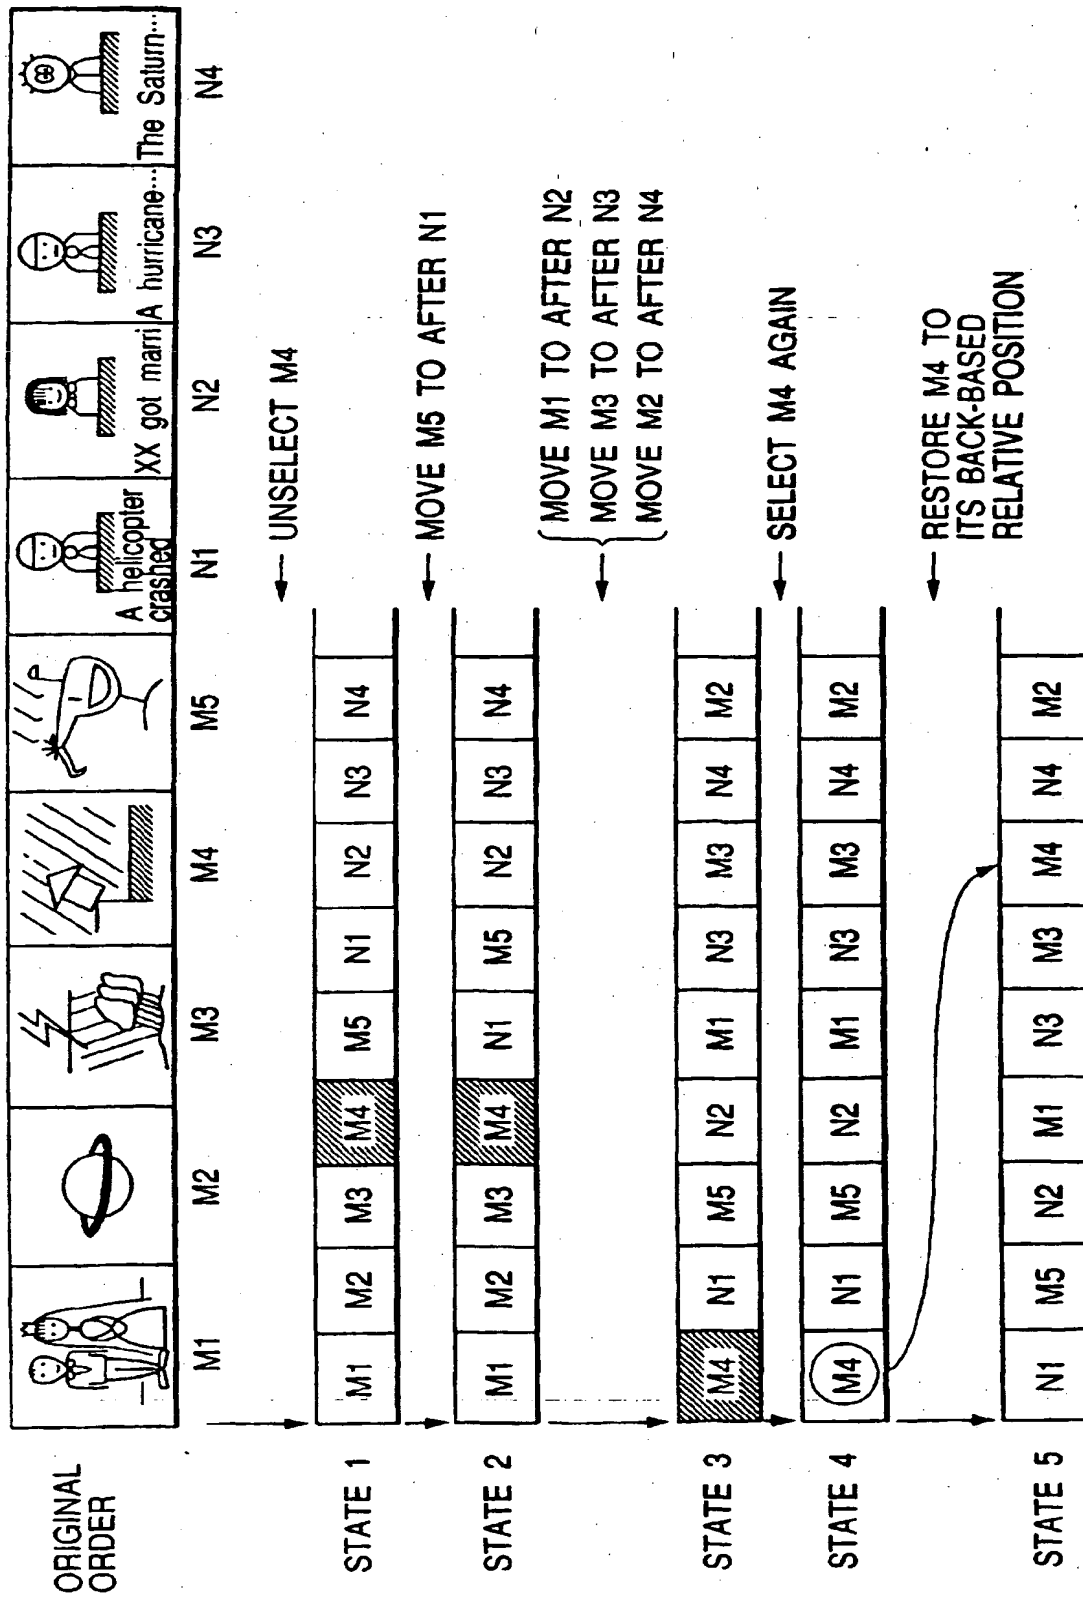 ORIGINAL
ORDER
A helicopter
crashed
XX got marri
A hurricane…
The Saturn…
M1 M2 M3 M4 M5 N1 N2 N3 N4
UNSELECT M4
STATE 1
M1 M2 M3 M4 M5 N1 N2 N3 N4
MOVE M5 TO AFTER N1
STATE 2
M1 M2 M3 M4 N1 M5 N2 N3 N4
MOVE M1 TO AFTER N2
MOVE M3 TO AFTER N3
MOVE M2 TO AFTER N4
STATE 3
M4 N1 M5 N2 M1 N3 M3 N4 M2
SELECT M4 AGAIN
STATE 4
M4 N1 M5 N2 M1 N3 M3 N4 M2
RESTORE M4 TO
ITS BACK-BASED
RELATIVE POSITION
STATE 5
N1 M5 N2 M1 N3 M3 M4 N4 M2